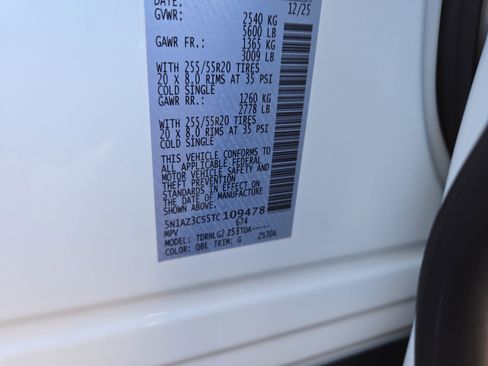 DATE: 12/25
GVWR: 2540 KG
5600 LB
GAWR FR.: 1365 KG
3009 LB
WITH 255/55R20 TIRES
20 X 8.0 RIMS AT 35 PSI
COLD SINGLE
GAWR RR.: 1260 KG
2778 LB
WITH 255/55R20 TIRES
20 X 8.0 RIMS AT 35 PSI
COLD SINGLE
THIS VEHICLE CONFORMS TO
ALL APPLICABLE FEDERAL
MOTOR VEHICLE SAFETY AND
THEFT PREVENTION
STANDARDS IN EFFECT ON
THE DATE OF MANUFACTURE
SHOWN ABOVE.
5N1AZ3CS5TC109478
MPV 674
MODEL: TDRNLG2 Z53TUA-----
COLOR: QBE TRIM: G Z530A